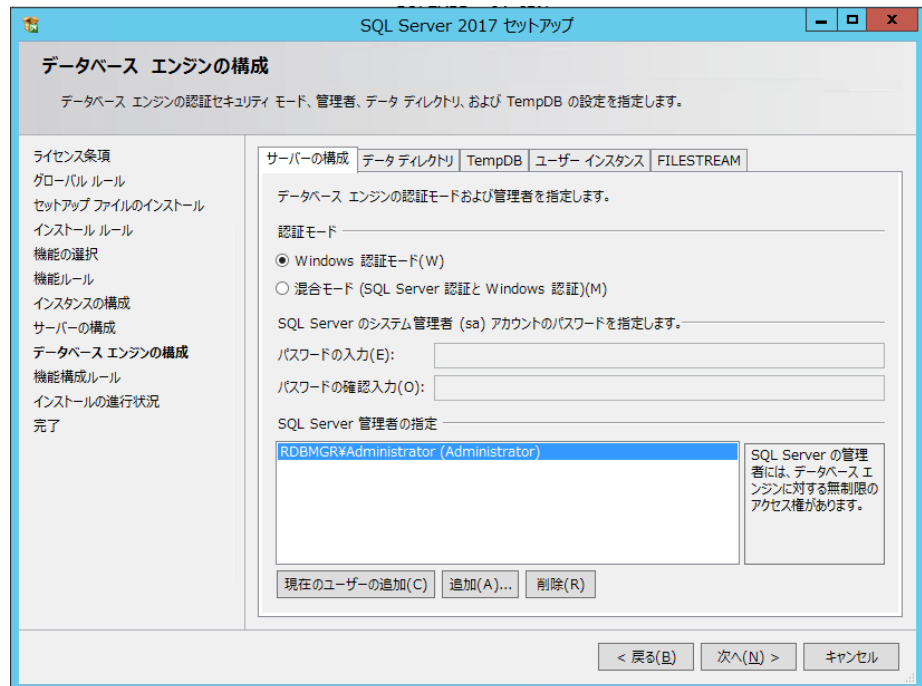 SQL Server 2017 セットアップ
データベース エンジンの構成
データベース エンジンの認証セキュリティ モード、管理者、データ ディレクトリ、および TempDB の設定を指定します。
ライセンス条項
グローバル ルール
セットアップ ファイルのインストール
インストール ルール
機能の選択
機能ルール
インスタンスの構成
サーバーの構成
データベース エンジンの構成
機能構成ルール
インストールの進行状況
完了
サーバーの構成 データ ディレクトリ TempDB ユーザー インスタンス FILESTREAM
データベース エンジンの認証モードおよび管理者を指定します。
認証モード
Windows 認証モード(W)
混合モード (SQL Server 認証と Windows 認証)(M)
SQL Server のシステム管理者 (sa) アカウントのパスワードを指定します。
パスワードの入力(E):
パスワードの確認入力(O):
SQL Server 管理者の指定
RDBMGR¥Administrator (Administrator)
SQL Server の管理
者には、データベース エ
ンジンに対する無制限の
アクセス権があります。
現在のユーザーの追加(C) 追加(A)... 削除(R)
< 戻る(B) 次へ(N) > キャンセル